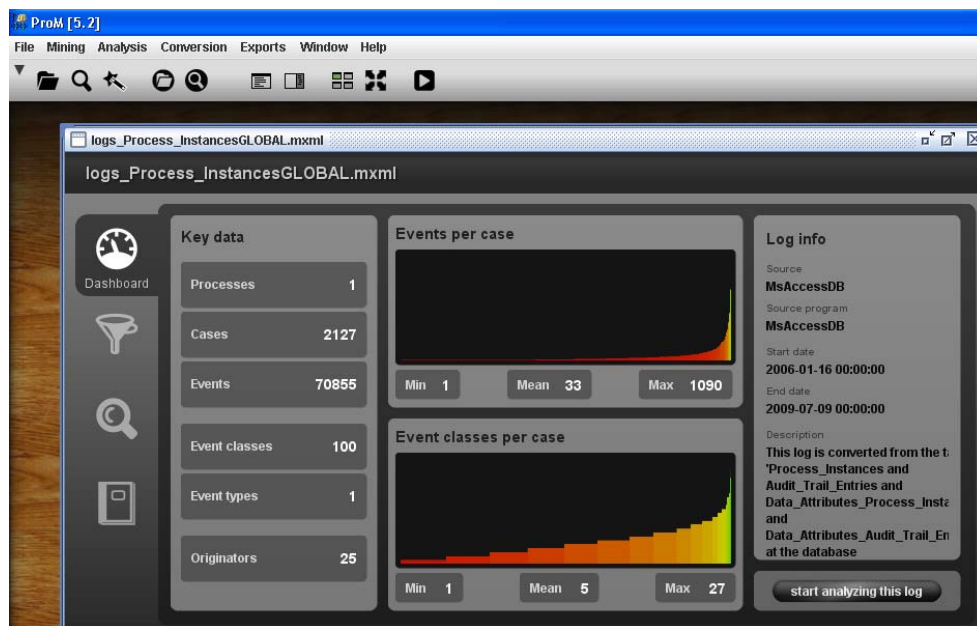 ProM [5.2]
File Mining Analysis Conversion Exports Window Help
logs_Process_InstancesGLOBAL.mxml
logs_Process_InstancesGLOBAL.mxml
Dashboard
Key data
Processes 1
Cases 2127
Events 70855
Event classes 100
Event types 1
Originators 25
Events per case
Min 1 Mean 33 Max 1090
Event classes per case
Min 1 Mean 5 Max 27
Log info
Source
MsAccessDB
Source program
MsAccessDB
Start date
2006-01-16 00:00:00
End date
2009-07-09 00:00:00
Description
This log is converted from the t
'Process_Instances and
Audit_Trail_Entries and
Data_Attributes_Process_Insta
and
Data_Attributes_Audit_Trail_En
at the database
start analyzing this log